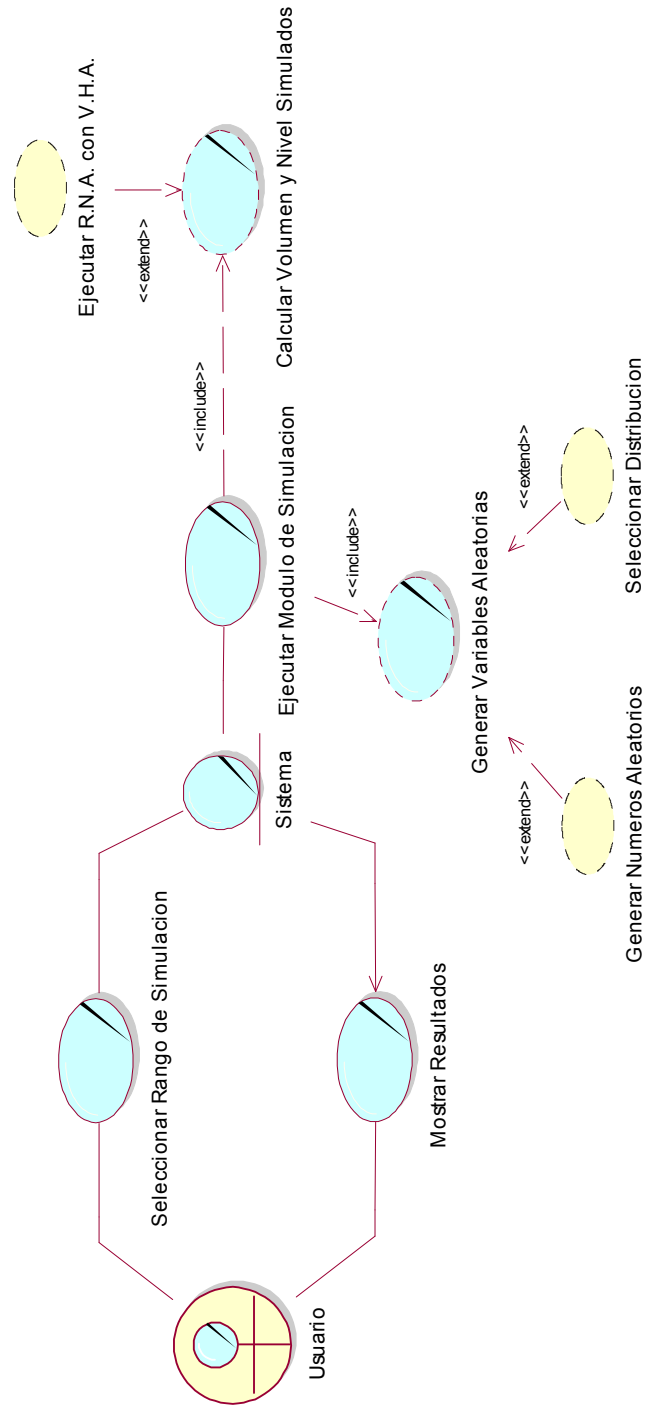 Ejecutar R.N.A. con V.H.A.
<<extend>>
Calcular Volumen y Nivel Simulados
<<include>>
Ejecutar Modulo de Simulacion
<<include>>
Generar Variables Aleatorias
<<extend>>
Seleccionar Distribucion
<<extend>>
Generar Numeros Aleatorios
Sistema
Seleccionar Rango de Simulacion
Mostrar Resultados
Usuario